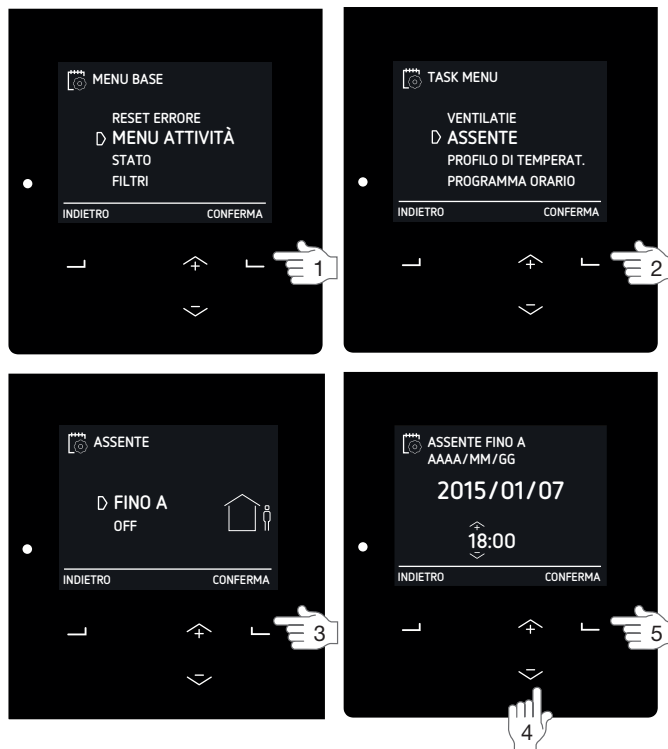 MENU BASE
RESET ERRORE
MENU ATTIVITÀ
STATO
FILTRI
INDIETRO CONFERMA
1
TASK MENU
VENTILATIE
ASSENTE
PROFILO DI TEMPERAT.
PROGRAMMA ORARIO
INDIETRO CONFERMA
2
ASSENTE
FINO A
OFF
INDIETRO CONFERMA
3
ASSENTE FINO A
AAAA/MM/GG
2015/01/07
18:00
INDIETRO CONFERMA
5
4